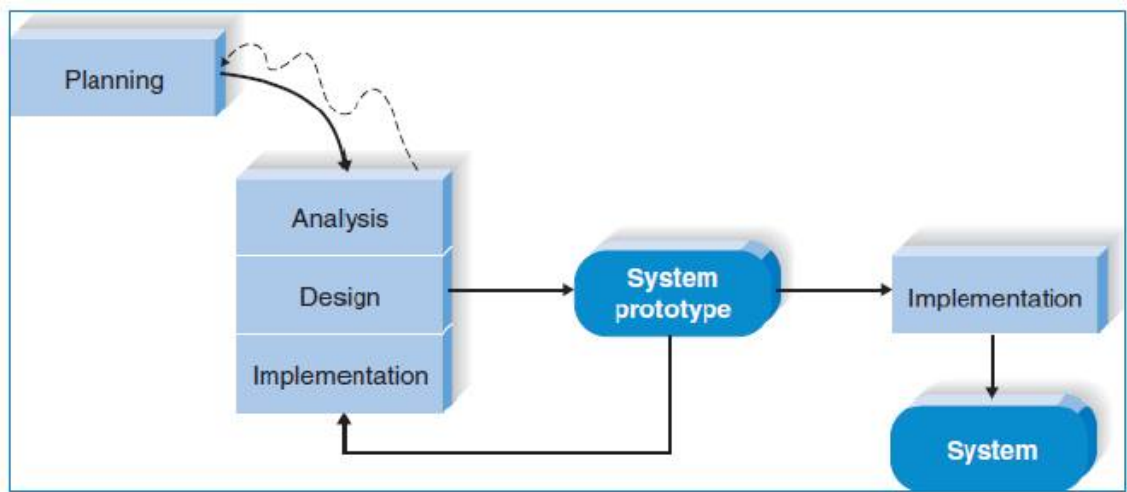 Planning
Analysis
Design
Implementation
System
prototype
Implementation
System